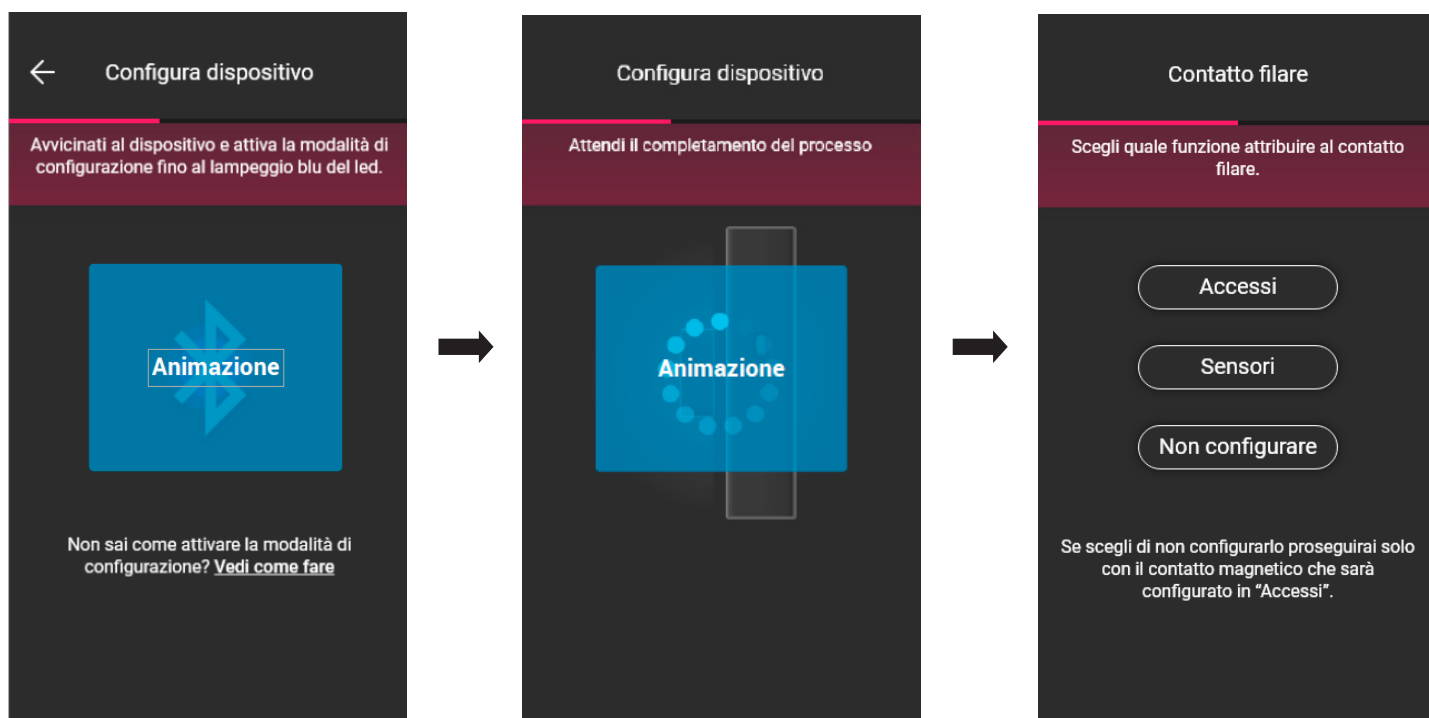 Configura dispositivo
Avvicinati al dispositivo e attiva la modalità di
configurazione fino al lampeggio blu del led.
Animazione
Non sai come attivare la modalità di
configurazione? Vedi come fare
Configura dispositivo
Attendi il completamento del processo
Animazione
Contatto filare
Scegli quale funzione attribuire al contatto
filare.
Accessi
Sensori
Non configurare
Se scegli di non configurarlo proseguirai solo
con il contatto magnetico che sarà
configurato in “Accessi”.